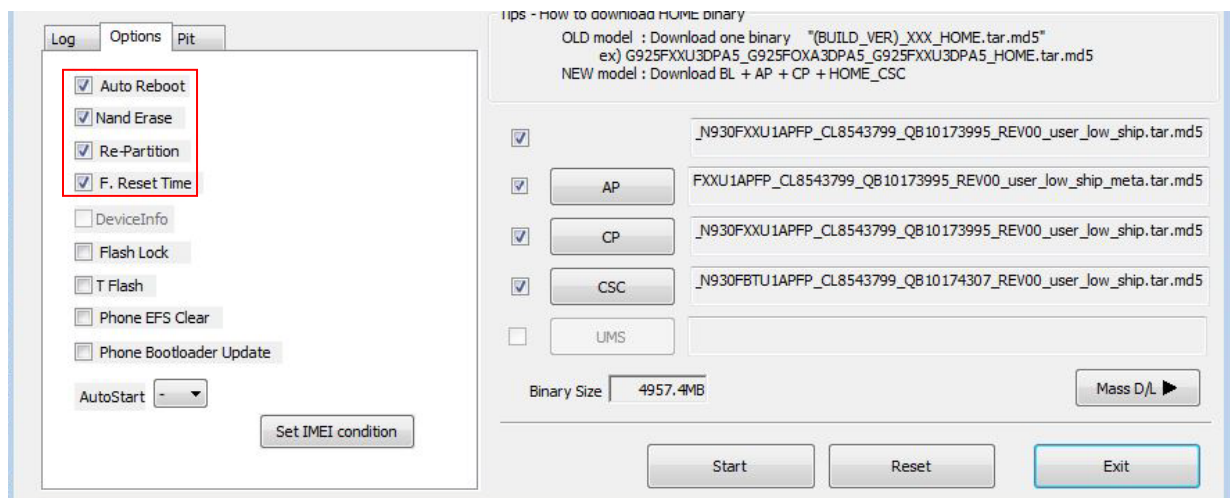 Tips - How to download HOME binary
OLD model : Download one binary "(BUILD_VER)_XXX_HOME.tar.md5"
ex) G925FXXU3DPA5_G925FOXA3DPA5_G925FXXU3DPA5_HOME.tar.md5
NEW model : Download BL + AP + CP + HOME_CSC
Log Options Pit
Auto Reboot
Nand Erase
Re-Partition
F. Reset Time
DeviceInfo
Flash Lock
T Flash
Phone EFS Clear
Phone Bootloader Update
AutoStart -
Set IMEI condition
_N930FXXU1APFP_CL8543799_QB10173995_REV00_user_low_ship.tar.md5
AP FXXU1APFP_CL8543799_QB10173995_REV00_user_low_ship_meta.tar.md5
CP _N930FXXU1APFP_CL8543799_QB10173995_REV00_user_low_ship.tar.md5
CSC _N930FBTU1APFP_CL8543799_QB10174307_REV00_user_low_ship.tar.md5
UMS
Binary Size 4957.4MB
Mass D/L
Start Reset Exit